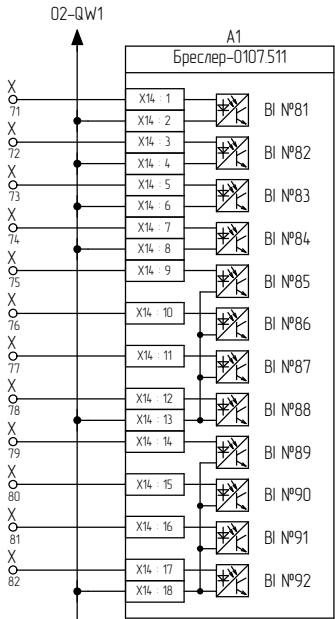 02-QW1
A1
Бреслер-0107.511
X
71
X14 : 1
BI №81
X14 : 2
X
72
X14 : 3
BI №82
X14 : 4
X
73
X14 : 5
BI №83
X14 : 6
X
74
X14 : 7
BI №84
X14 : 8
X
75
X14 : 9
BI №85
X
76
X14 : 10
BI №86
X
77
X14 : 11
BI №87
X
78
X14 : 12
BI №88
X14 : 13
X
79
X14 : 14
BI №89
X
80
X14 : 15
BI №90
X
81
X14 : 16
BI №91
X
82
X14 : 17
BI №92
X14 : 18